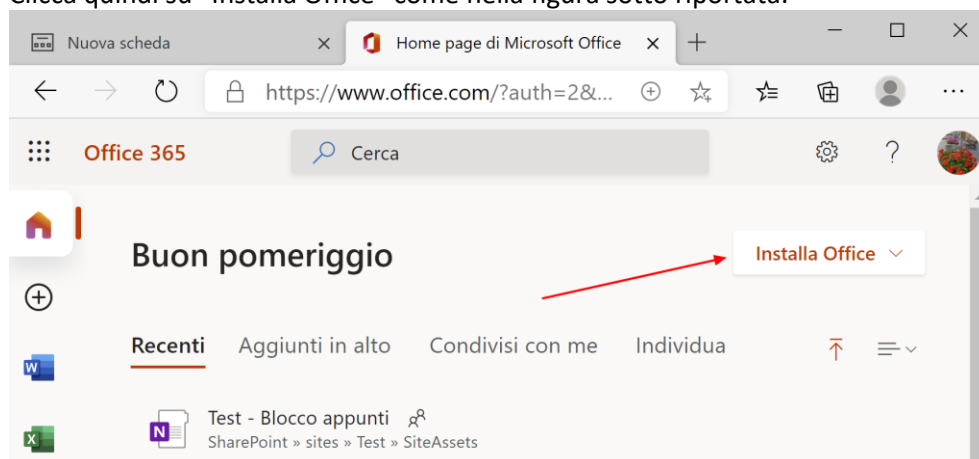 Clicca quindi su "Installa Office" come nella figura sotto riportata:
Nuova scheda
Home page di Microsoft Office
https://www.office.com/?auth=2&...
Office 365
Cerca
Buon pomeriggio
Installa Office
Recenti Aggiunti in alto Condivisi con me Individua
Test - Blocco appunti
SharePoint » sites » Test » SiteAssets